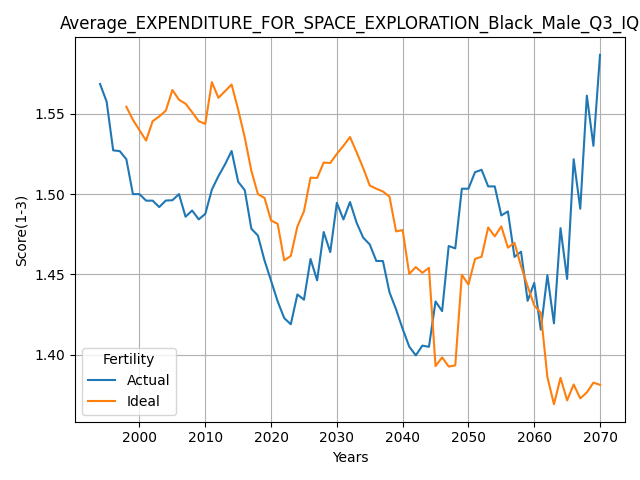 Average_EXPENDITURE_FOR_SPACE_EXPLORATION_Black_Male_Q3_IQ
1.55
1.50
1.45
1.40
Score(1-3)
Fertility
Actual
Ideal
2000 2010 2020 2030 2040 2050 2060 2070
Years